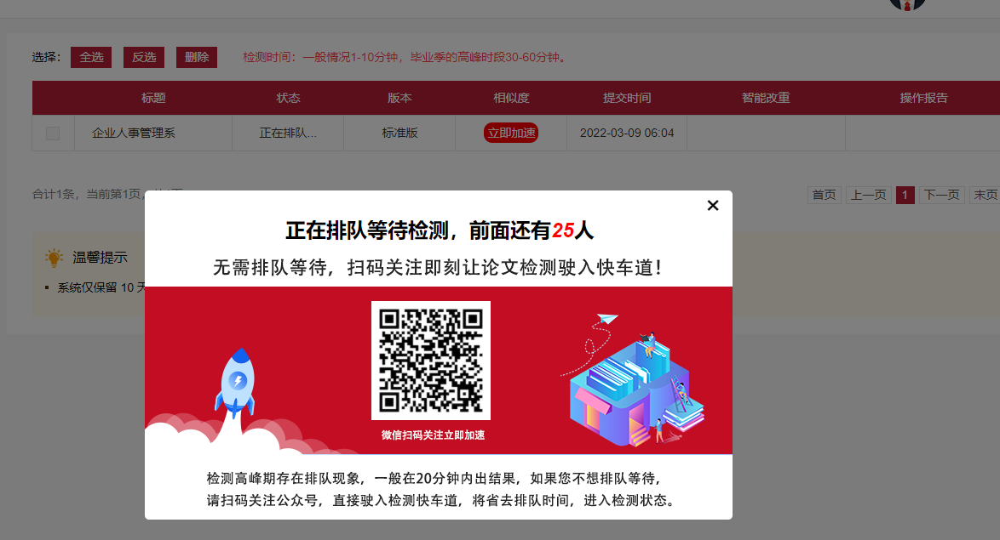 选择： 全选 反选 删除 检测时间：一般情况1-10分钟，毕业季的高峰时段30-60分钟。
标题 状态 版本 相似度 提交时间 智能改重 操作报告
企业人事管理系 正在排队... 标准版 立即加速 2022-03-09 06:04
合计1条，当前第1页，共1页 首页 上一页 1 下一页 末页
正在排队等待检测，前面还有25人
无需排队等待，扫码关注即刻让论文检测驶入快车道！
温馨提示
系统仅保留 10 天
微信扫码关注立即加速
检测高峰期存在排队现象，一般在20分钟内出结果，如果您不想排队等待，
请扫码关注公众号，直接驶入检测快车道，将省去排队时间，进入检测状态。